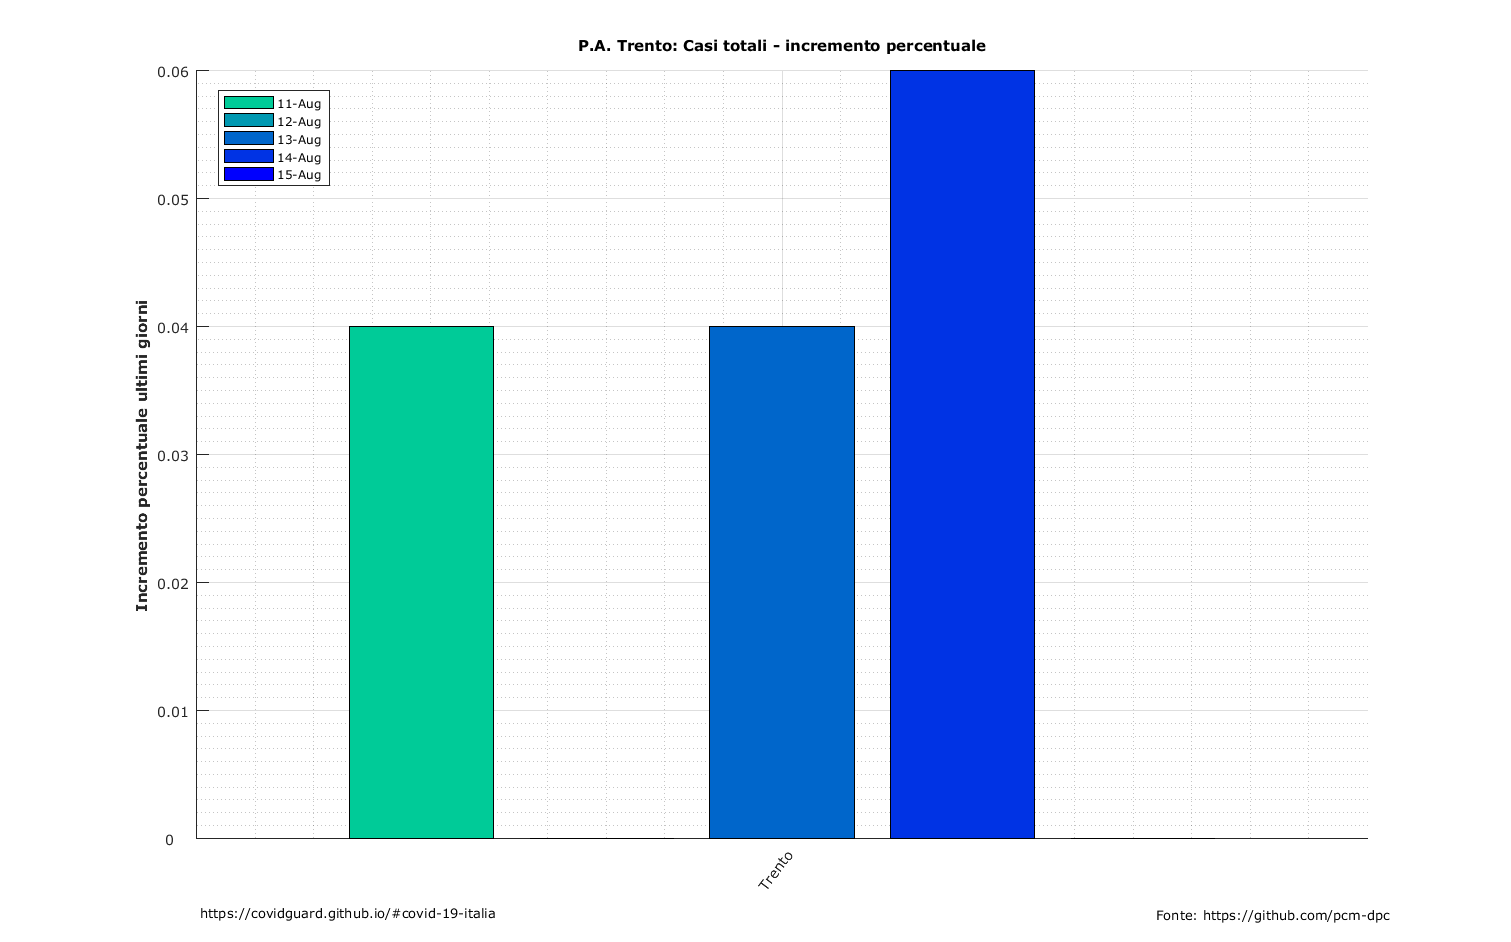 P.A. Trento: Casi totali - incremento percentuale
0.06
0.05
0.04
0.03
0.02
0.01
0
Incremento percentuale ultimi giorni
11-Aug
12-Aug
13-Aug
14-Aug
15-Aug
Trento
https://covidguard.github.io/#covid-19-italia
Fonte: https://github.com/pcm-dpc